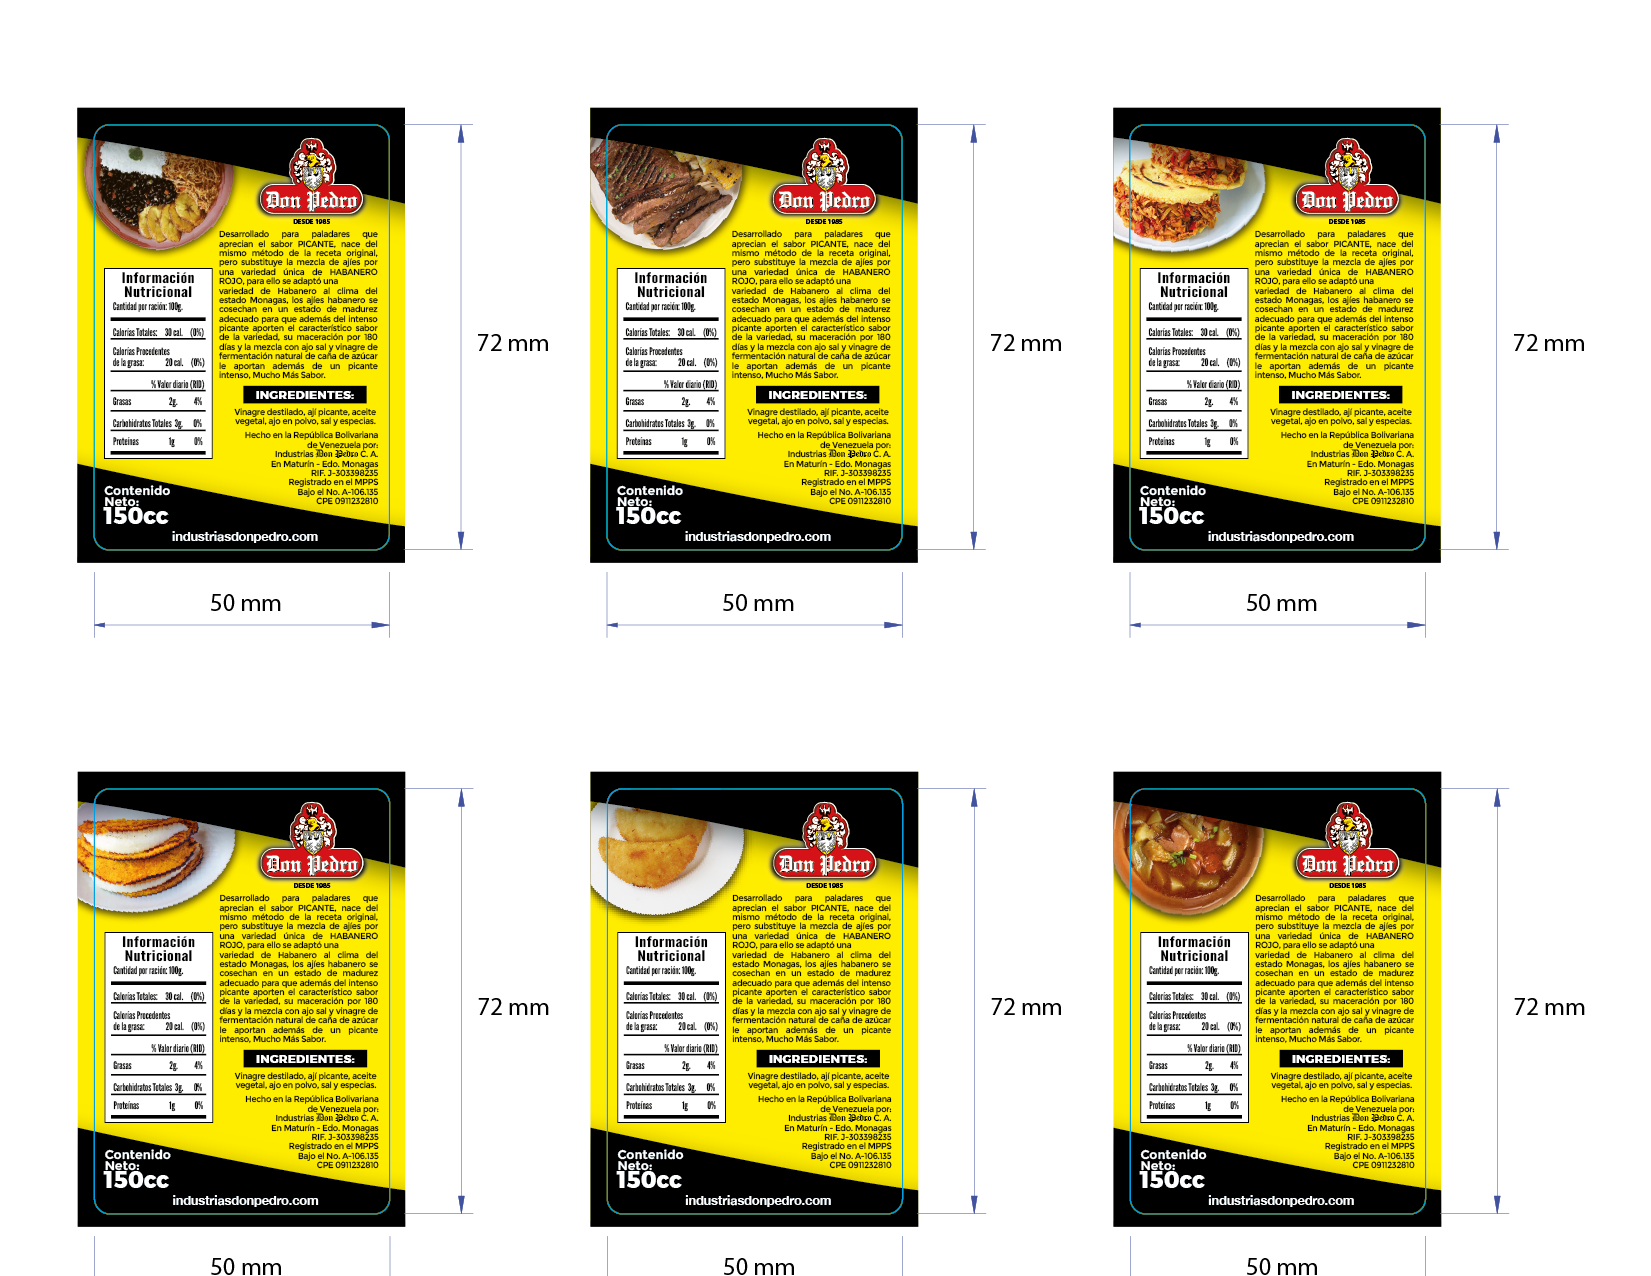 Don Pedro
DESDE 1985
Desarrollado para paladares que
aprecian el sabor PICANTE, nace del
mismo método de la receta original,
pero substituye la mezcla de ajíes por
una variedad única de HABANERO
ROJO, para ello se adaptó una
variedad de Habanero al clima del
estado Monagas, los ajíes habanero se
cosechan en un estado de madurez
adecuado para que además del intenso
picante aporten el característico sabor
de la variedad, su maceración por 180
días y la mezcla con ajo sal y vinagre de
fermentación natural de caña de azúcar
le aportan además de un picante
intenso, Mucho Más Sabor.
Información
Nutricional
Cantidad por ración: 100g.
Calorías Totales: 30 cal. (0%)
Calorías Procedentes
de la grasa: 20 cal. (0%)
% Valor diario (RID)
Grasas 2g. 4%
Carbohidratos Totales 3g. 0%
Proteínas 1g 0%
INGREDIENTES:
Vinagre destilado, ají picante, aceite
vegetal, ajo en polvo, sal y especias.
Hecho en la República Bolivariana
de Venezuela por:
Industrias Don Pedro C. A.
En Maturín - Edo. Monagas
RIF. J-303398235
Registrado en el MPPS
Bajo el No. A-106.135
CPE 0911232810
Contenido
Neto:
150cc
industriasdonpedro.com
72 mm
50 mm
Don Pedro
DESDE 1985
Desarrollado para paladares que
aprecian el sabor PICANTE, nace del
mismo método de la receta original,
pero substituye la mezcla de ajíes por
una variedad única de HABANERO
ROJO, para ello se adaptó una
variedad de Habanero al clima del
estado Monagas, los ajíes habanero se
cosechan en un estado de madurez
adecuado para que además del intenso
picante aporten el característico sabor
de la variedad, su maceración por 180
días y la mezcla con ajo sal y vinagre de
fermentación natural de caña de azúcar
le aportan además de un picante
intenso, Mucho Más Sabor.
Información
Nutricional
Cantidad por ración: 100g.
Calorías Totales: 30 cal. (0%)
Calorías Procedentes
de la grasa: 20 cal. (0%)
% Valor diario (RID)
Grasas 2g. 4%
Carbohidratos Totales 3g. 0%
Proteínas 1g 0%
INGREDIENTES:
Vinagre destilado, ají picante, aceite
vegetal, ajo en polvo, sal y especias.
Hecho en la República Bolivariana
de Venezuela por:
Industrias Don Pedro C. A.
En Maturín - Edo. Monagas
RIF. J-303398235
Registrado en el MPPS
Bajo el No. A-106.135
CPE 0911232810
Contenido
Neto:
150cc
industriasdonpedro.com
72 mm
50 mm
Don Pedro
DESDE 1985
Desarrollado para paladares que
aprecian el sabor PICANTE, nace del
mismo método de la receta original,
pero substituye la mezcla de ajíes por
una variedad única de HABANERO
ROJO, para ello se adaptó una
variedad de Habanero al clima del
estado Monagas, los ajíes habanero se
cosechan en un estado de madurez
adecuado para que además del intenso
picante aporten el característico sabor
de la variedad, su maceración por 180
días y la mezcla con ajo sal y vinagre de
fermentación natural de caña de azúcar
le aportan además de un picante
intenso, Mucho Más Sabor.
Información
Nutricional
Cantidad por ración: 100g.
Calorías Totales: 30 cal. (0%)
Calorías Procedentes
de la grasa: 20 cal. (0%)
% Valor diario (RID)
Grasas 2g. 4%
Carbohidratos Totales 3g. 0%
Proteínas 1g 0%
INGREDIENTES:
Vinagre destilado, ají picante, aceite
vegetal, ajo en polvo, sal y especias.
Hecho en la República Bolivariana
de Venezuela por:
Industrias Don Pedro C. A.
En Maturín - Edo. Monagas
RIF. J-303398235
Registrado en el MPPS
Bajo el No. A-106.135
CPE 0911232810
Contenido
Neto:
150cc
industriasdonpedro.com
72 mm
50 mm
Don Pedro
DESDE 1985
Desarrollado para paladares que
aprecian el sabor PICANTE, nace del
mismo método de la receta original,
pero substituye la mezcla de ajíes por
una variedad única de HABANERO
ROJO, para ello se adaptó una
variedad de Habanero al clima del
estado Monagas, los ajíes habanero se
cosechan en un estado de madurez
adecuado para que además del intenso
picante aporten el característico sabor
de la variedad, su maceración por 180
días y la mezcla con ajo sal y vinagre de
fermentación natural de caña de azúcar
le aportan además de un picante
intenso, Mucho Más Sabor.
Información
Nutricional
Cantidad por ración: 100g.
Calorías Totales: 30 cal. (0%)
Calorías Procedentes
de la grasa: 20 cal. (0%)
% Valor diario (RID)
Grasas 2g. 4%
Carbohidratos Totales 3g. 0%
Proteínas 1g 0%
INGREDIENTES:
Vinagre destilado, ají picante, aceite
vegetal, ajo en polvo, sal y especias.
Hecho en la República Bolivariana
de Venezuela por:
Industrias Don Pedro C. A.
En Maturín - Edo. Monagas
RIF. J-303398235
Registrado en el MPPS
Bajo el No. A-106.135
CPE 0911232810
Contenido
Neto:
150cc
industriasdonpedro.com
72 mm
50 mm
Don Pedro
DESDE 1985
Desarrollado para paladares que
aprecian el sabor PICANTE, nace del
mismo método de la receta original,
pero substituye la mezcla de ajíes por
una variedad única de HABANERO
ROJO, para ello se adaptó una
variedad de Habanero al clima del
estado Monagas, los ajíes habanero se
cosechan en un estado de madurez
adecuado para que además del intenso
picante aporten el característico sabor
de la variedad, su maceración por 180
días y la mezcla con ajo sal y vinagre de
fermentación natural de caña de azúcar
le aportan además de un picante
intenso, Mucho Más Sabor.
Información
Nutricional
Cantidad por ración: 100g.
Calorías Totales: 30 cal. (0%)
Calorías Procedentes
de la grasa: 20 cal. (0%)
% Valor diario (RID)
Grasas 2g. 4%
Carbohidratos Totales 3g. 0%
Proteínas 1g 0%
INGREDIENTES:
Vinagre destilado, ají picante, aceite
vegetal, ajo en polvo, sal y especias.
Hecho en la República Bolivariana
de Venezuela por:
Industrias Don Pedro C. A.
En Maturín - Edo. Monagas
RIF. J-303398235
Registrado en el MPPS
Bajo el No. A-106.135
CPE 0911232810
Contenido
Neto:
150cc
industriasdonpedro.com
72 mm
50 mm
Don Pedro
DESDE 1985
Desarrollado para paladares que
aprecian el sabor PICANTE, nace del
mismo método de la receta original,
pero substituye la mezcla de ajíes por
una variedad única de HABANERO
ROJO, para ello se adaptó una
variedad de Habanero al clima del
estado Monagas, los ajíes habanero se
cosechan en un estado de madurez
adecuado para que además del intenso
picante aporten el característico sabor
de la variedad, su maceración por 180
días y la mezcla con ajo sal y vinagre de
fermentación natural de caña de azúcar
le aportan además de un picante
intenso, Mucho Más Sabor.
Información
Nutricional
Cantidad por ración: 100g.
Calorías Totales: 30 cal. (0%)
Calorías Procedentes
de la grasa: 20 cal. (0%)
% Valor diario (RID)
Grasas 2g. 4%
Carbohidratos Totales 3g. 0%
Proteínas 1g 0%
INGREDIENTES:
Vinagre destilado, ají picante, aceite
vegetal, ajo en polvo, sal y especias.
Hecho en la República Bolivariana
de Venezuela por:
Industrias Don Pedro C. A.
En Maturín - Edo. Monagas
RIF. J-303398235
Registrado en el MPPS
Bajo el No. A-106.135
CPE 0911232810
Contenido
Neto:
150cc
industriasdonpedro.com
72 mm
50 mm